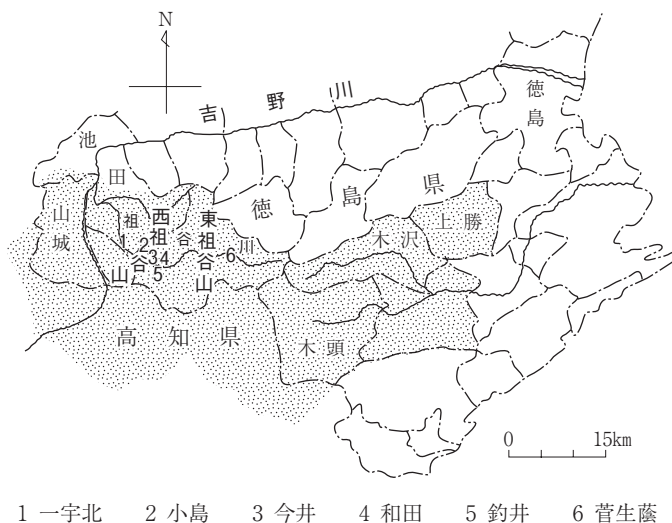 N
吉野川
徳島
池田
徳島県
山城
祖谷川
西祖谷山
東祖谷山
1
2
3 4
5
6
木沢
上勝
高知県
木頭
0 15km
1 一宇北 2 小島 3 今井 4 和田 5 釣井 6 菅生蔭